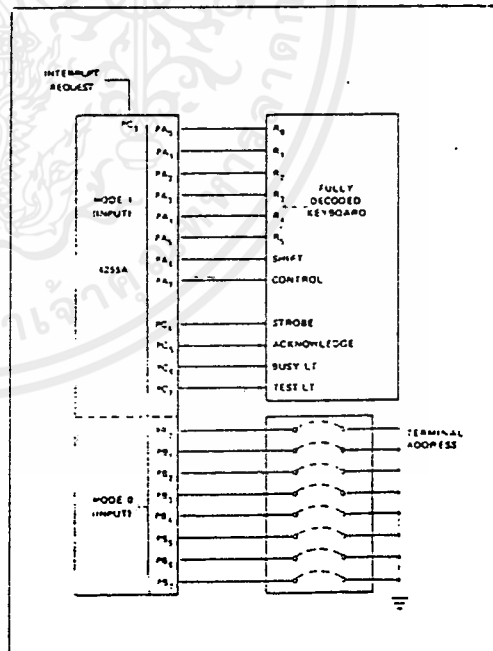 INTERRUPT
REQUEST
PC3
PA0 R0
PA1 R1
PA2 R2
PA3 R3
PA4 R4
PA5 R5
PA6 SHIFT
PA7 CONTROL
MODE 1
(INPUT)
8255A
FULLY
DECODED
KEYBOARD
PC4 STROBE
PC5 ACKNOWLEDGE
PC6 BUSY LT
PC7 TEST LT
MODE 0
(INPUT)
PB1
PB2
PB3
PB4
PB5
PB6
TERMINAL
ADDRESS